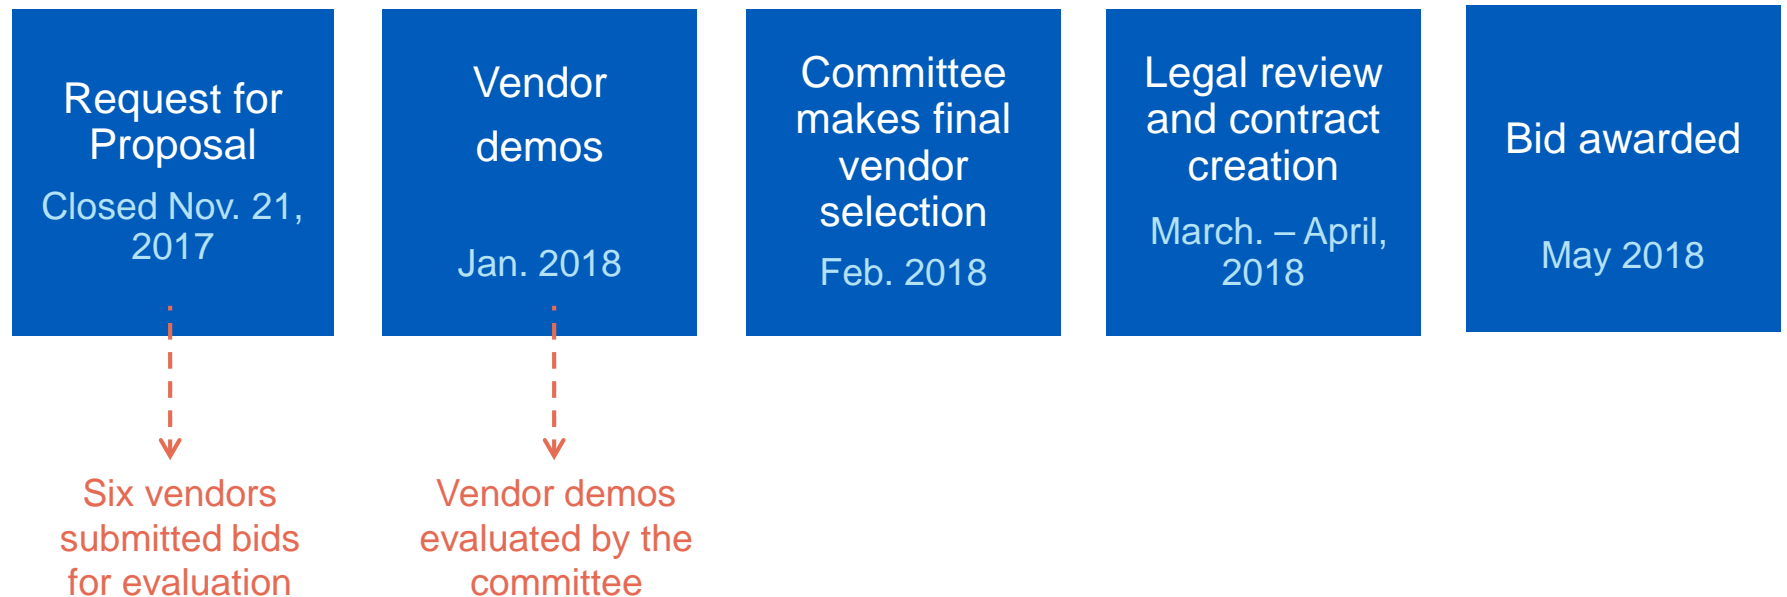 Request for
Proposal
Closed Nov. 21,
2017
Vendor
demos
Jan. 2018
Committee
makes final
vendor
selection
Feb. 2018
Legal review
and contract
creation
March. – April,
2018
Bid awarded
May 2018
Six vendors
submitted bids
for evaluation
Vendor demos
evaluated by the
committee